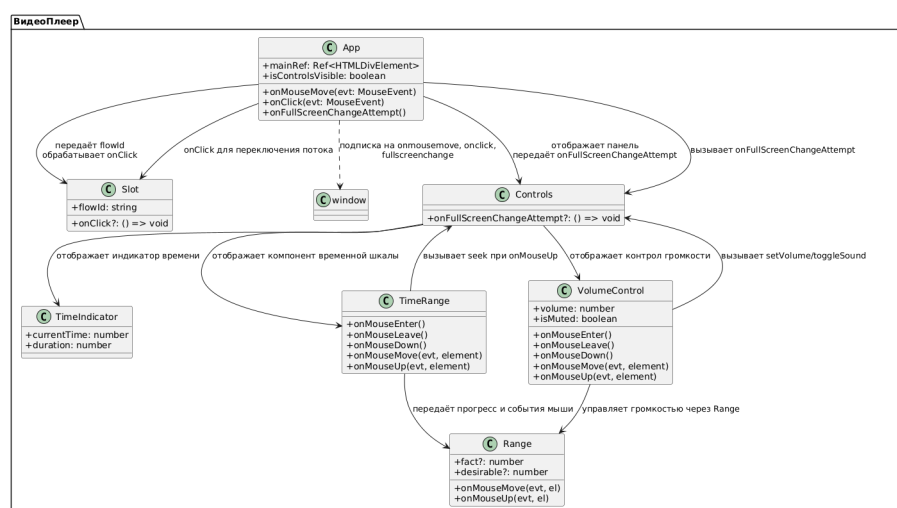 ВидеоПлеер
C App
+mainRef: Ref<HTMLDivElement>
+isControlsVisible: boolean
+onMouseMove(evt: MouseEvent)
+onClick(evt: MouseEvent)
+onFullScreenChangeAttempt()
передаёт flowId
обрабатывает onClick
onClick для переключения потока
подписка на onmousemove, onclick,
fullscreenchange
отображает панель
передаёт onFullScreenChangeAttempt
вызывает onFullScreenChangeAttempt
C Slot
+flowId: string
+onClick?: () => void
C window
C Controls
+onFullScreenChangeAttempt?: () => void
отображает индикатор времени
отображает компонент временной шкалы
вызывает seek при onMouseUp
отображает контрол громкости
вызывает setVolume/toggleSound
C TimeIndicator
+currentTime: number
+duration: number
C TimeRange
+onMouseEnter()
+onMouseLeave()
+onMouseDown()
+onMouseMove(evt, element)
+onMouseUp(evt, element)
C VolumeControl
+volume: number
+isMuted: boolean
+onMouseEnter()
+onMouseLeave()
+onMouseDown()
+onMouseMove(evt, element)
+onMouseUp(evt, element)
передаёт прогресс и события мыши
управляет громкостью через Range
C Range
+fact?: number
+desirable?: number
+onMouseMove(evt, el)
+onMouseUp(evt, el)